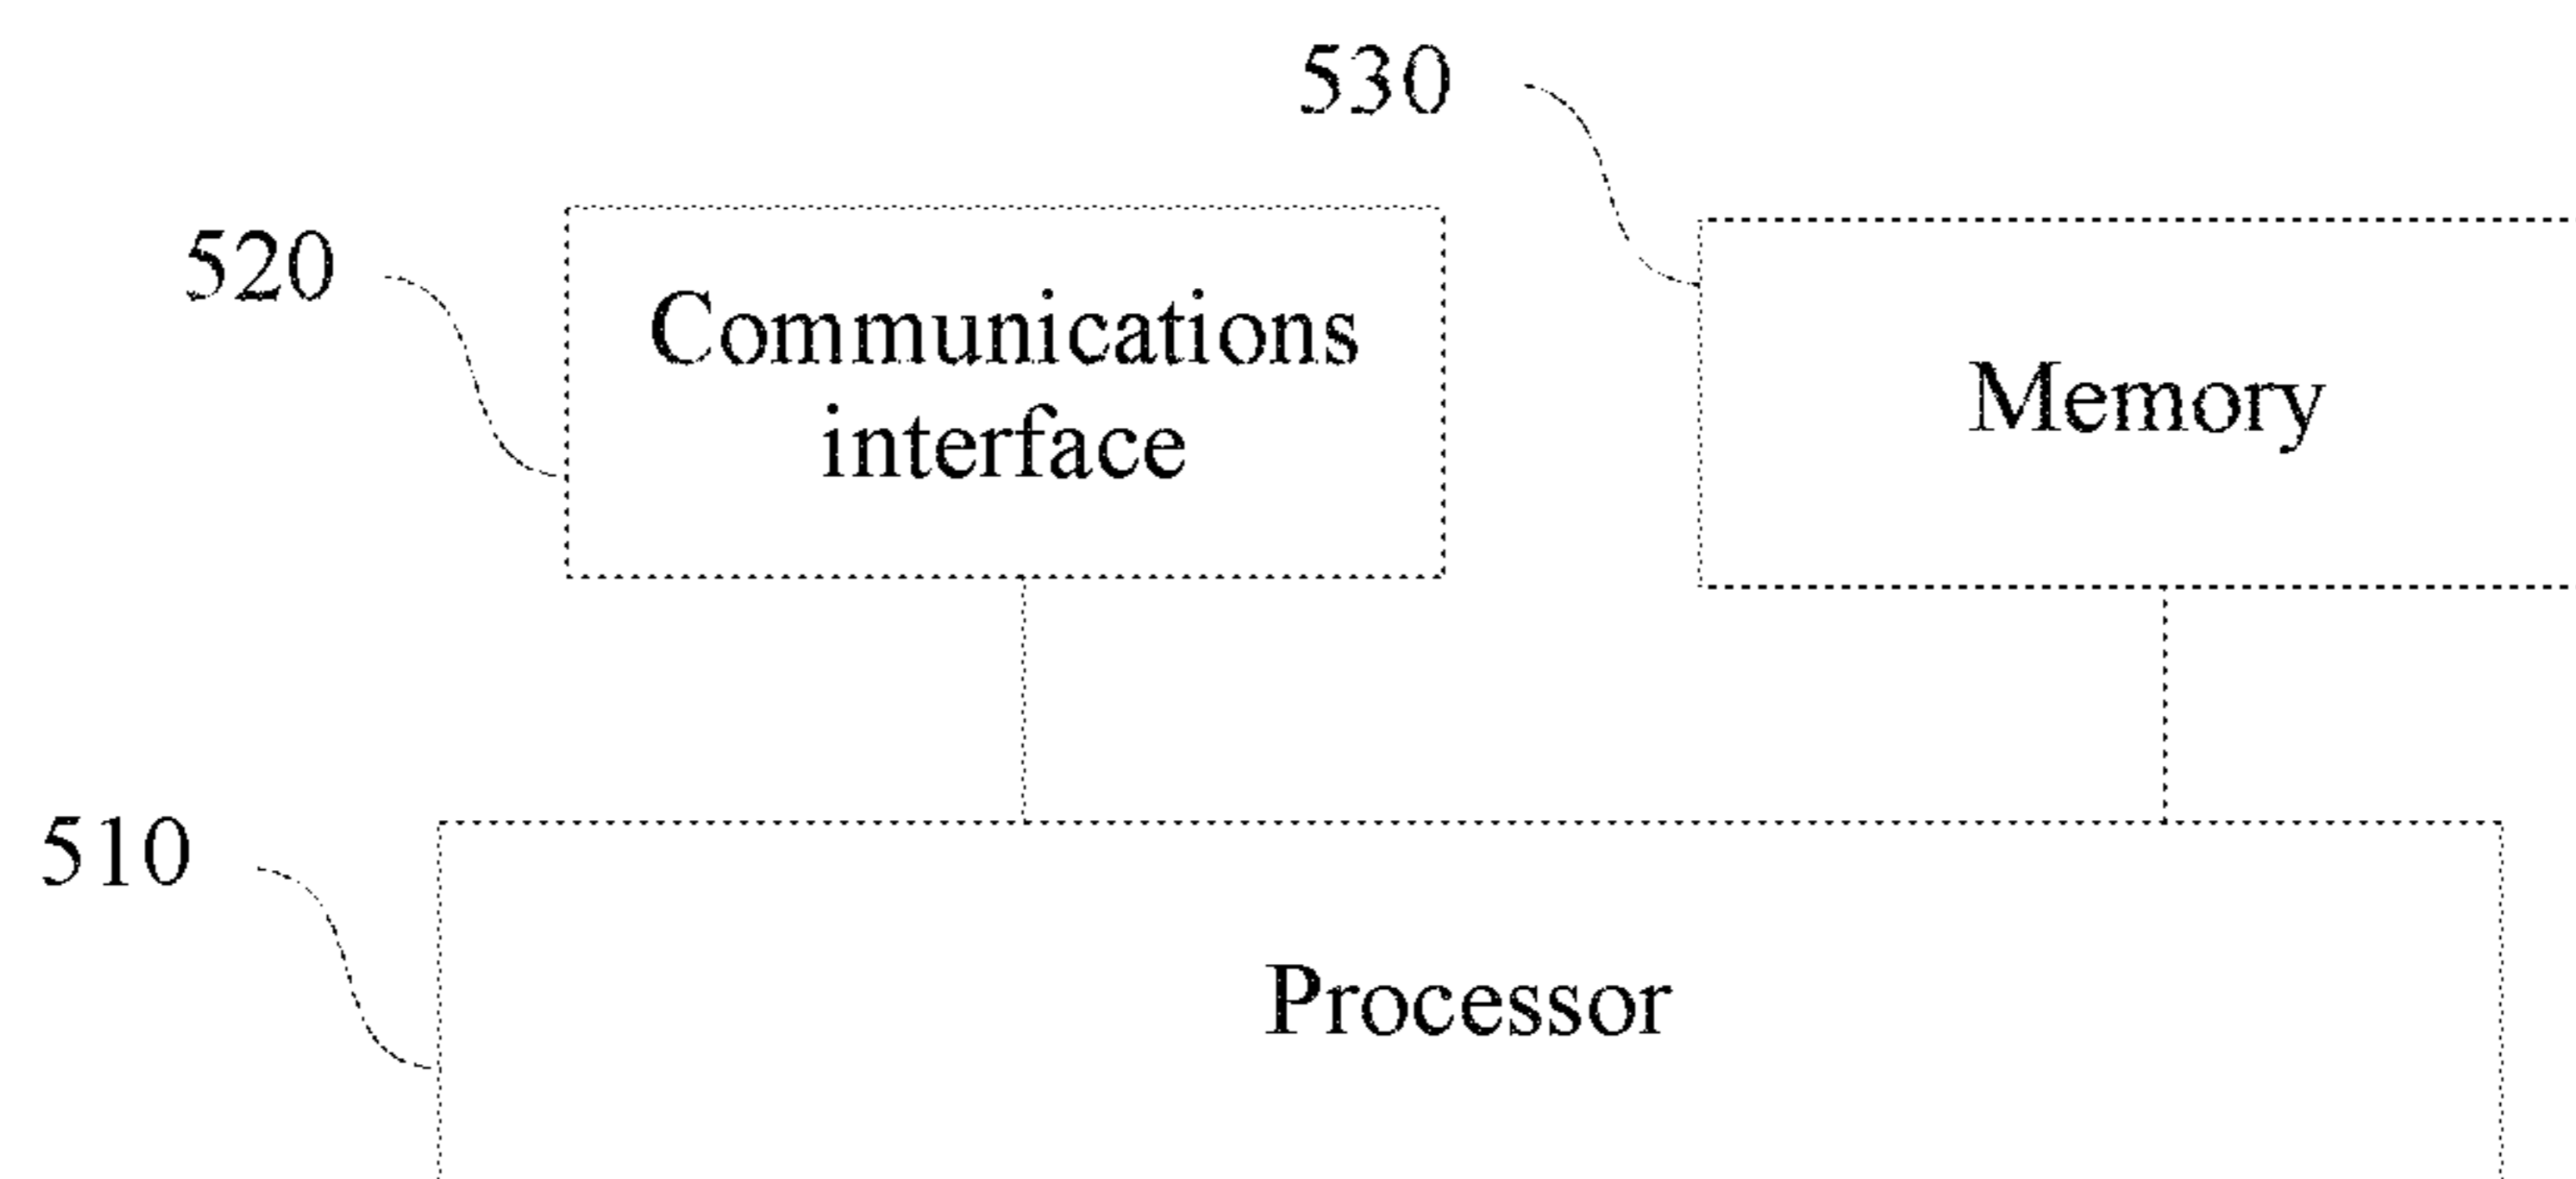 530
520
Communications
interface
Memory
510
Processor